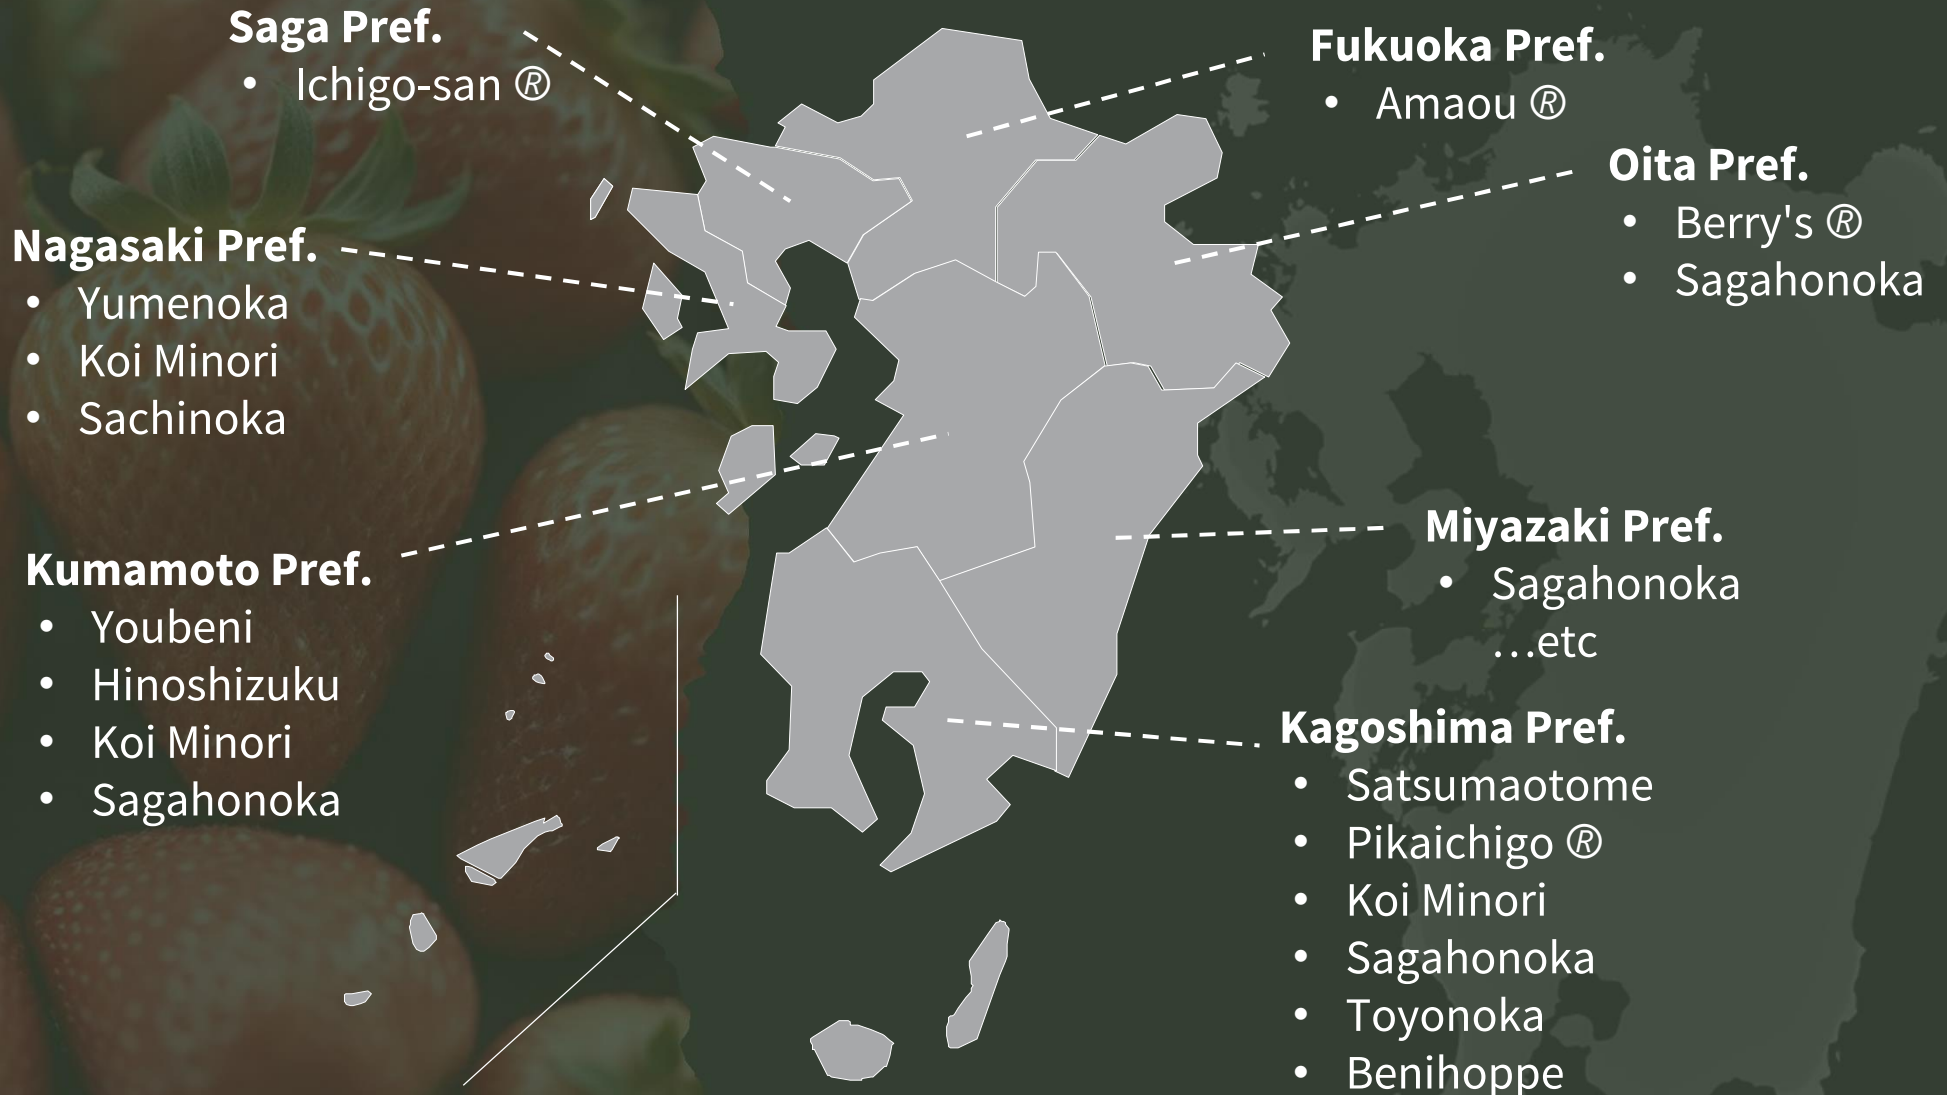 Saga Pref.
• Ichigo-san ®
Fukuoka Pref.
• Amaou ®
Oita Pref.
• Berry's ®
• Sagahonoka
Nagasaki Pref.
• Yumenoka
• Koi Minori
• Sachinoka
Kumamoto Pref.
• Youbeni
• Hinoshizuku
• Koi Minori
• Sagahonoka
Miyazaki Pref.
• Sagahonoka
…etc
Kagoshima Pref.
• Satsumaotome
• Pikaichigo ®
• Koi Minori
• Sagahonoka
• Toyonoka
• Benihoppe